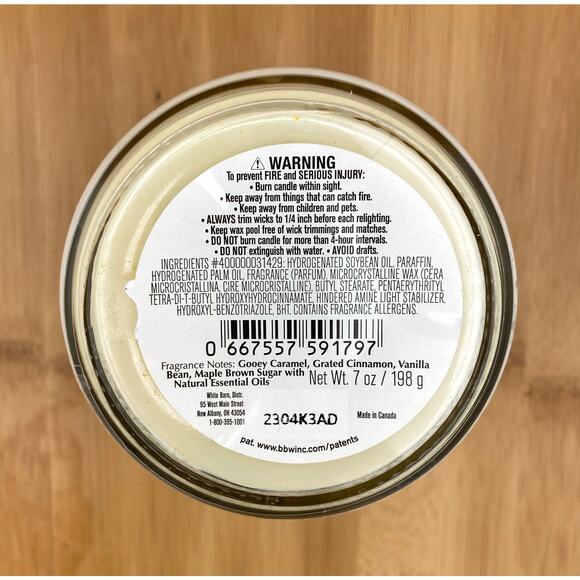 ⚠ WARNING
To prevent FIRE and SERIOUS INJURY:
• Burn candle within sight.
• Keep away from things that can catch fire.
• Keep away from children and pets.
• ALWAYS trim wicks to 1/4 inch before each relighting.
• Keep wax pool free of wick trimmings and matches.
• DO NOT burn candle for more than 4-hour intervals.
• DO NOT extinguish with water. • AVOID drafts.
INGREDIENTS #40000031429: HYDROGENATED SOYBEAN OIL, PARAFFIN,
HYDROGENATED PALM OIL, FRAGRANCE (PARFUM), MICROCRYSTALLINE WAX (CERA
MICROCRISTALLINA, CIRE MICROCRISTALLINE), BUTYL STEARATE, PENTAERYTHRITYL
TETRA-DI-T-BUTYL HYDROXYHYDROCINNAMATE, HINDERED AMINE LIGHT STABILIZER,
HYDROXYL-BENZOTRIAZOLE, BHT. CONTAINS FRAGRANCE ALLERGENS.
0 667557 591797
Fragrance Notes: Gooey Caramel, Grated Cinnamon, Vanilla
Bean, Maple Brown Sugar with
Natural Essential Oils
Net Wt. 7 oz / 198 g
White Barn, Distr.
95 West Main Street
New Albany, OH 43054
1-800-395-1001
2304K3AD
Made in Canada
pat. www.bbwinc.com/patents